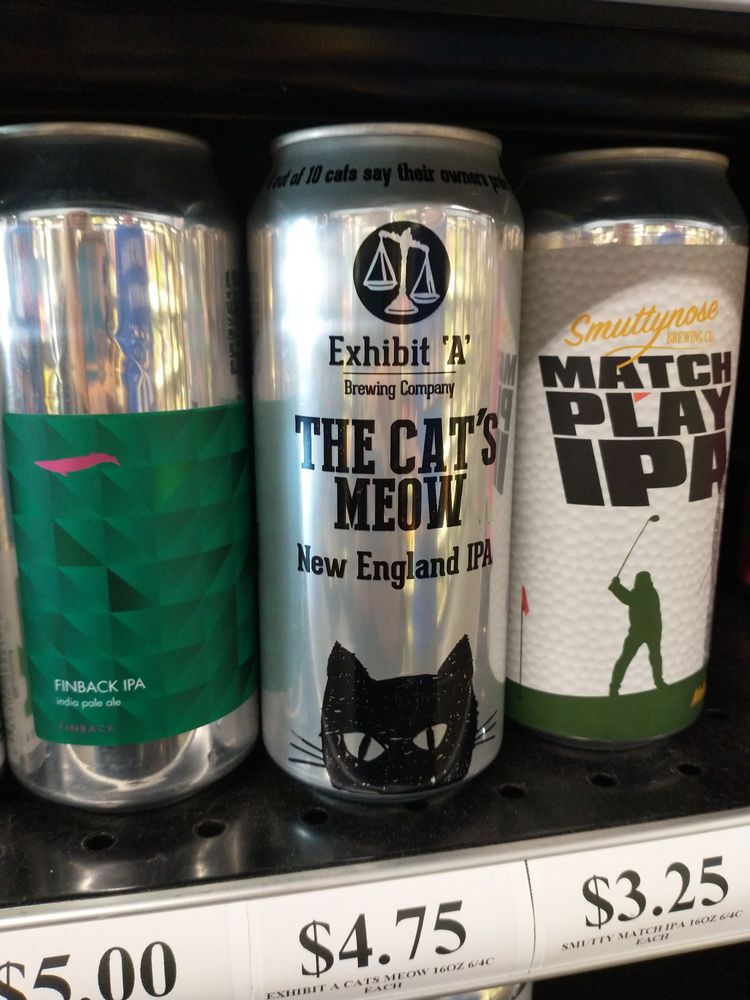 out of 10 cats say their owners
Exhibit 'A'
Brewing Company
THE CAT'S
MEOW
New England IPA
FINBACK IPA
india pale ale
FINBACK
Smuttynose
BREWING CO.
MATCH
PLAY
IPA
$5.00
$4.75
EXHIBIT A CATS MEOW 16OZ 6/4C
EACH
$3.25
SMUTTY MATCH IPA 16OZ 6/4C
EACH